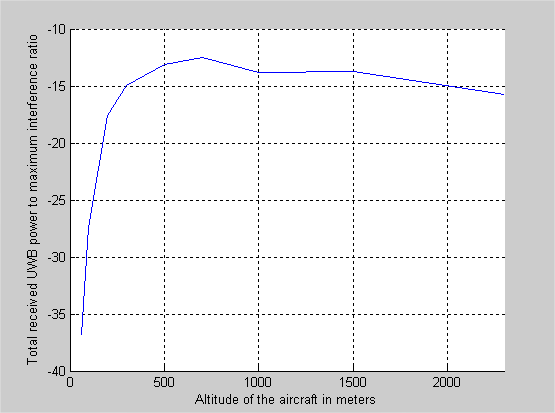 Total received UWB power to maximum interference ratio
-10
-15
-20
-25
-30
-35
-40
0 500 1000 1500 2000
Altitude of the aircraft in meters